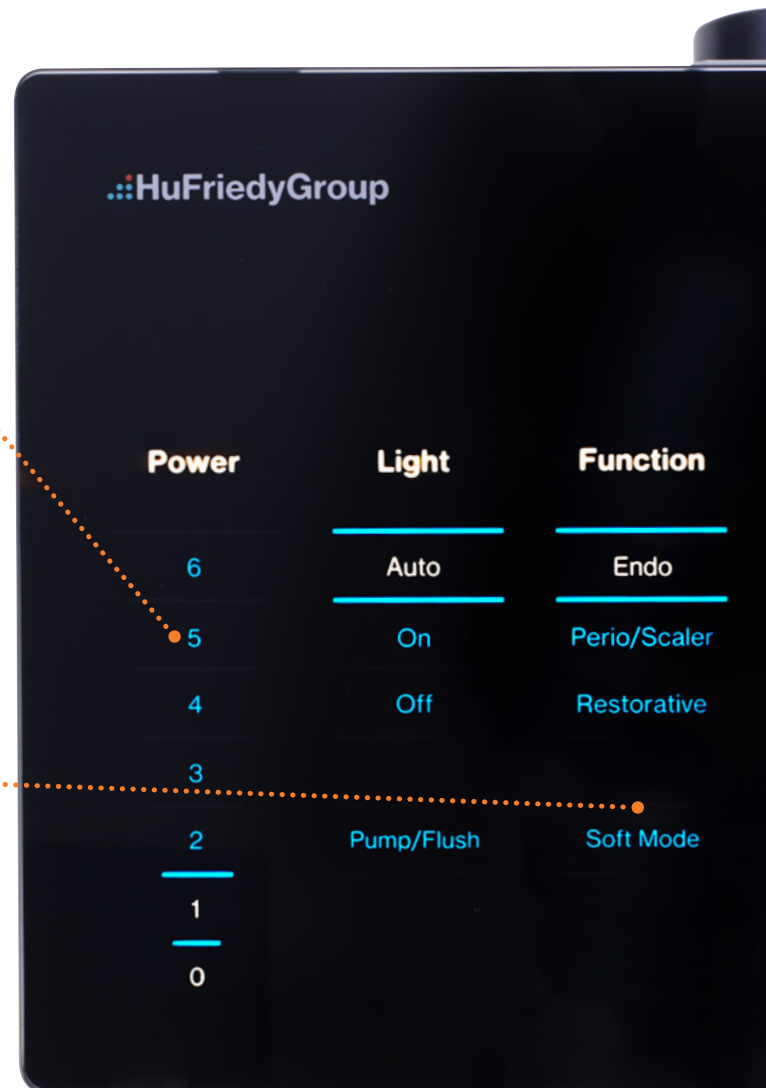 HuFriedyGroup
Power Light Function
6 Auto Endo
5 On Perio/Scaler
4 Off Restorative
3
2 Pump/Flush Soft Mode
1
0